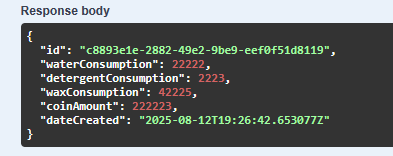 Response body
{
"id": "c8893e1e-2882-49e2-9be9-eef0f51d8119",
"waterConsumption": 22222,
"detergentConsumption": 2223,
"waxConsumption": 42225,
"coinAmount": 222223,
"dateCreated": "2025-08-12T19:26:42.653077Z"
}